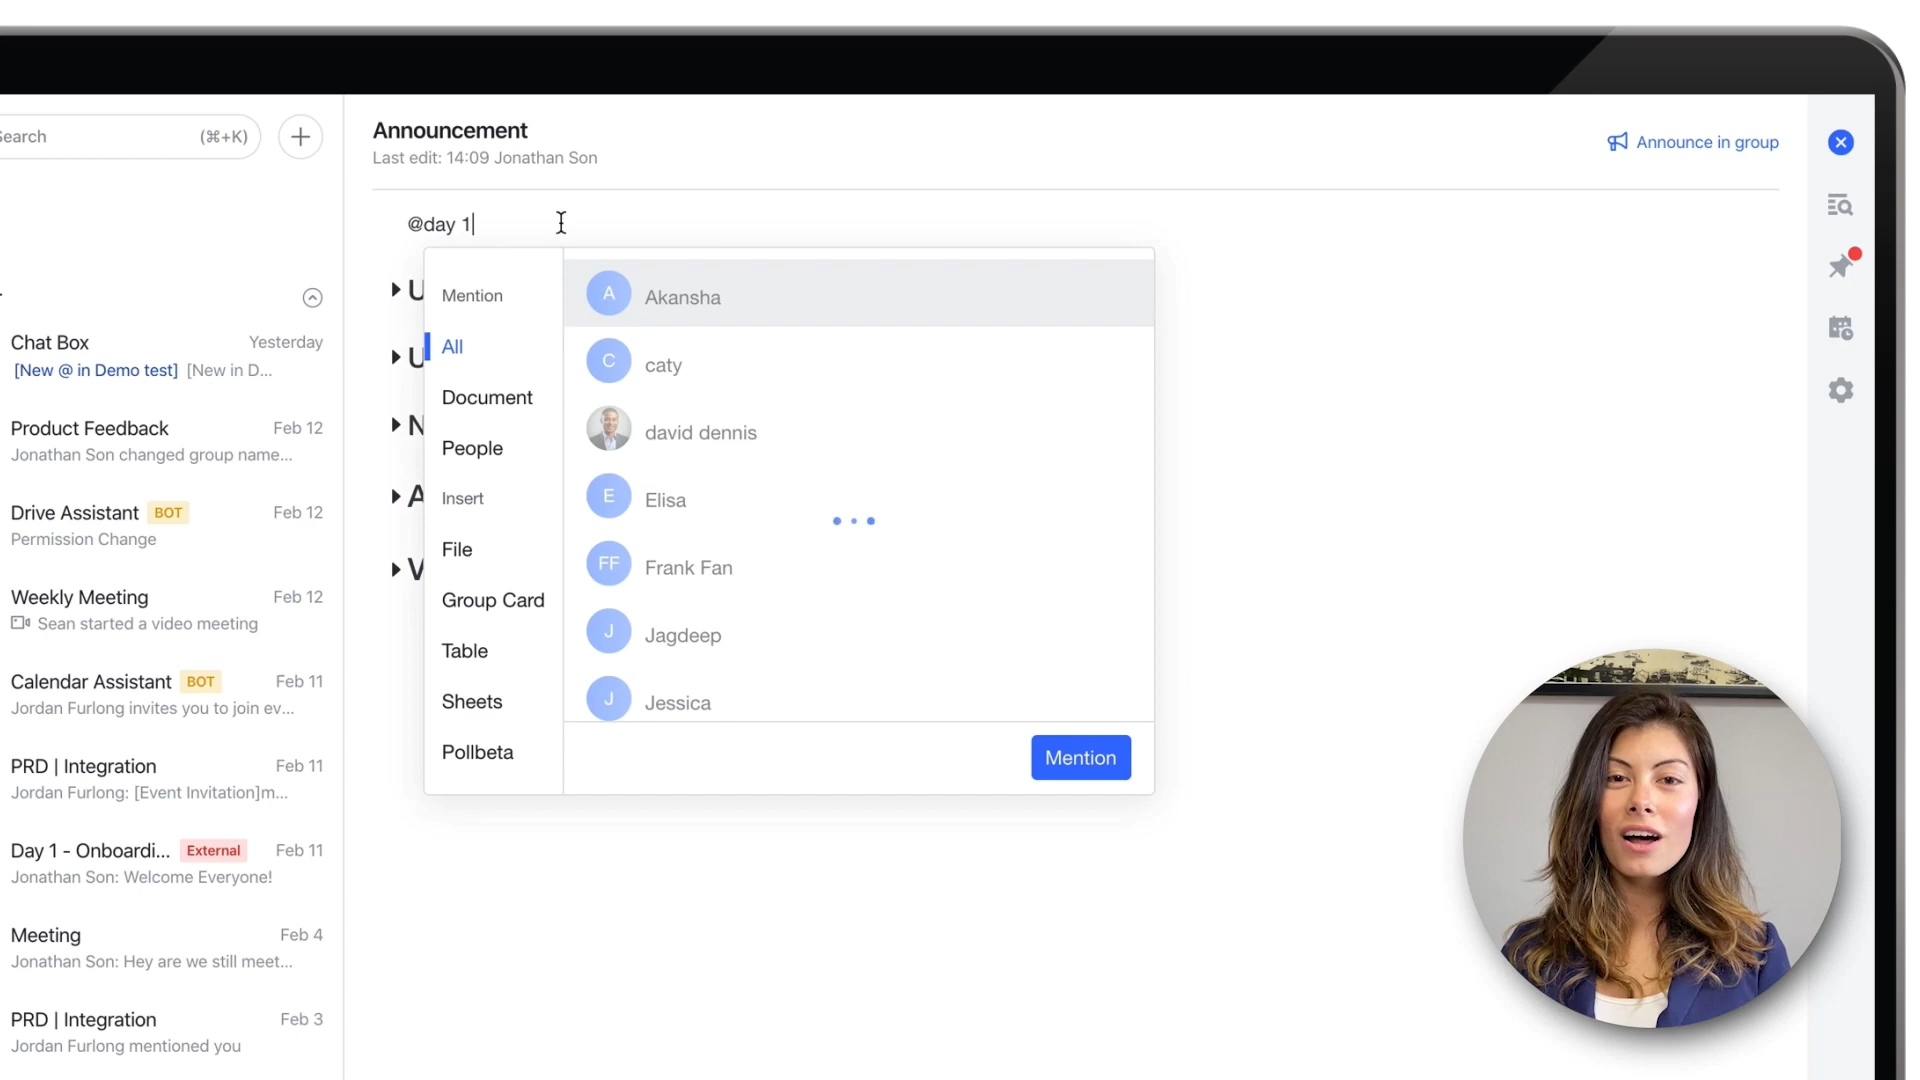 Search (⌘+K)
Chat Box Yesterday
[New @ in Demo test] [New in D...
Product Feedback Feb 12
Jonathan Son changed group name...
Drive Assistant BOT Feb 12
Permission Change
Weekly Meeting Feb 12
Sean started a video meeting
Calendar Assistant BOT Feb 11
Jordan Furlong invites you to join ev...
PRD | Integration Feb 11
Jordan Furlong: [Event Invitation]m...
Day 1 - Onboardi... External Feb 11
Jonathan Son: Welcome Everyone!
Meeting Feb 4
Jonathan Son: Hey are we still meet...
PRD | Integration Feb 3
Jordan Furlong mentioned you
Announcement
Last edit: 14:09 Jonathan Son
Announce in group
@day 1
U
U
N
A
V
Mention
All
Document
People
Insert
File
Group Card
Table
Sheets
Pollbeta
A Akansha
C caty
david dennis
E Elisa
FF Frank Fan
J Jagdeep
J Jessica
Mention